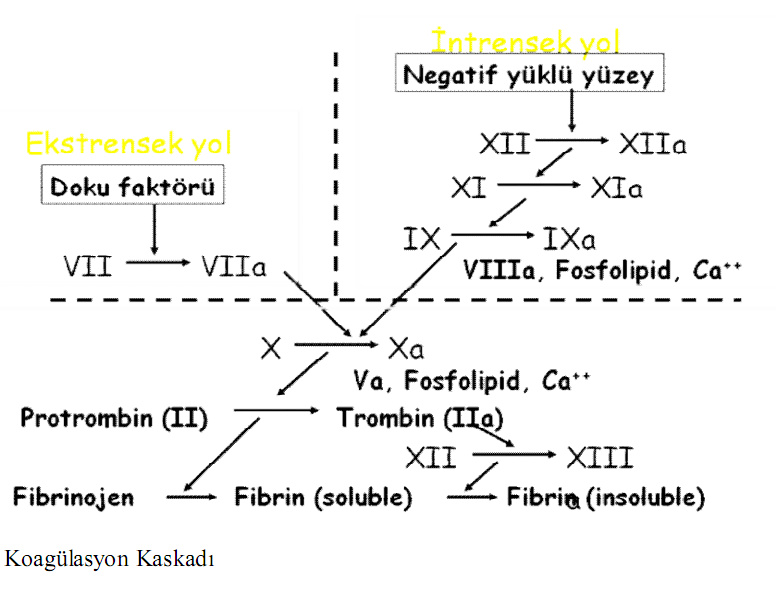 İntrensek yol
Negatif yüklü yüzey
XII XIIa
Ekstrensek yol
Doku faktörü
XI XIa
IX IXa
VII VIIa
VIIIa, Fosfolipid, Ca⁺⁺
X Xa
Va, Fosfolipid, Ca⁺⁺
Protrombin (II) Trombin (IIa)
XII XIII
Fibrinojen Fibrin (soluble) Fibrin (insoluble)
a
Koagülasyon Kaskadı